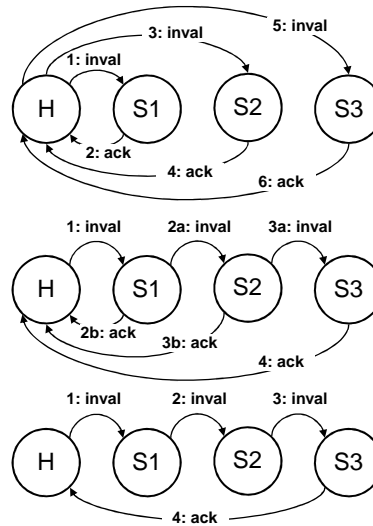 5: inval
3: inval
1: inval
H S1 S2 S3
2: ack
4: ack
6: ack
1: inval 2a: inval 3a: inval
H S1 S2 S3
2b: ack
3b: ack
4: ack
1: inval 2: inval 3: inval
H S1 S2 S3
4: ack